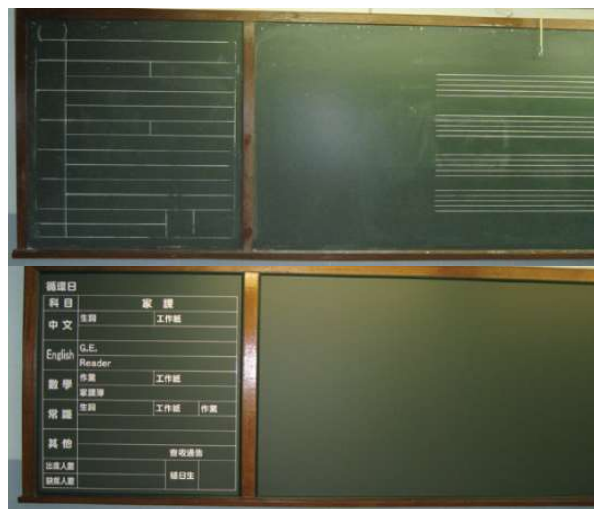 循環日
科目 家課
中文 生詞 工作紙
English G.E.
Reader
數學 作業 工作紙
家課簿
常識 生詞 工作紙 作業
其他
簽收通告
出席人數 值日生
缺席人數